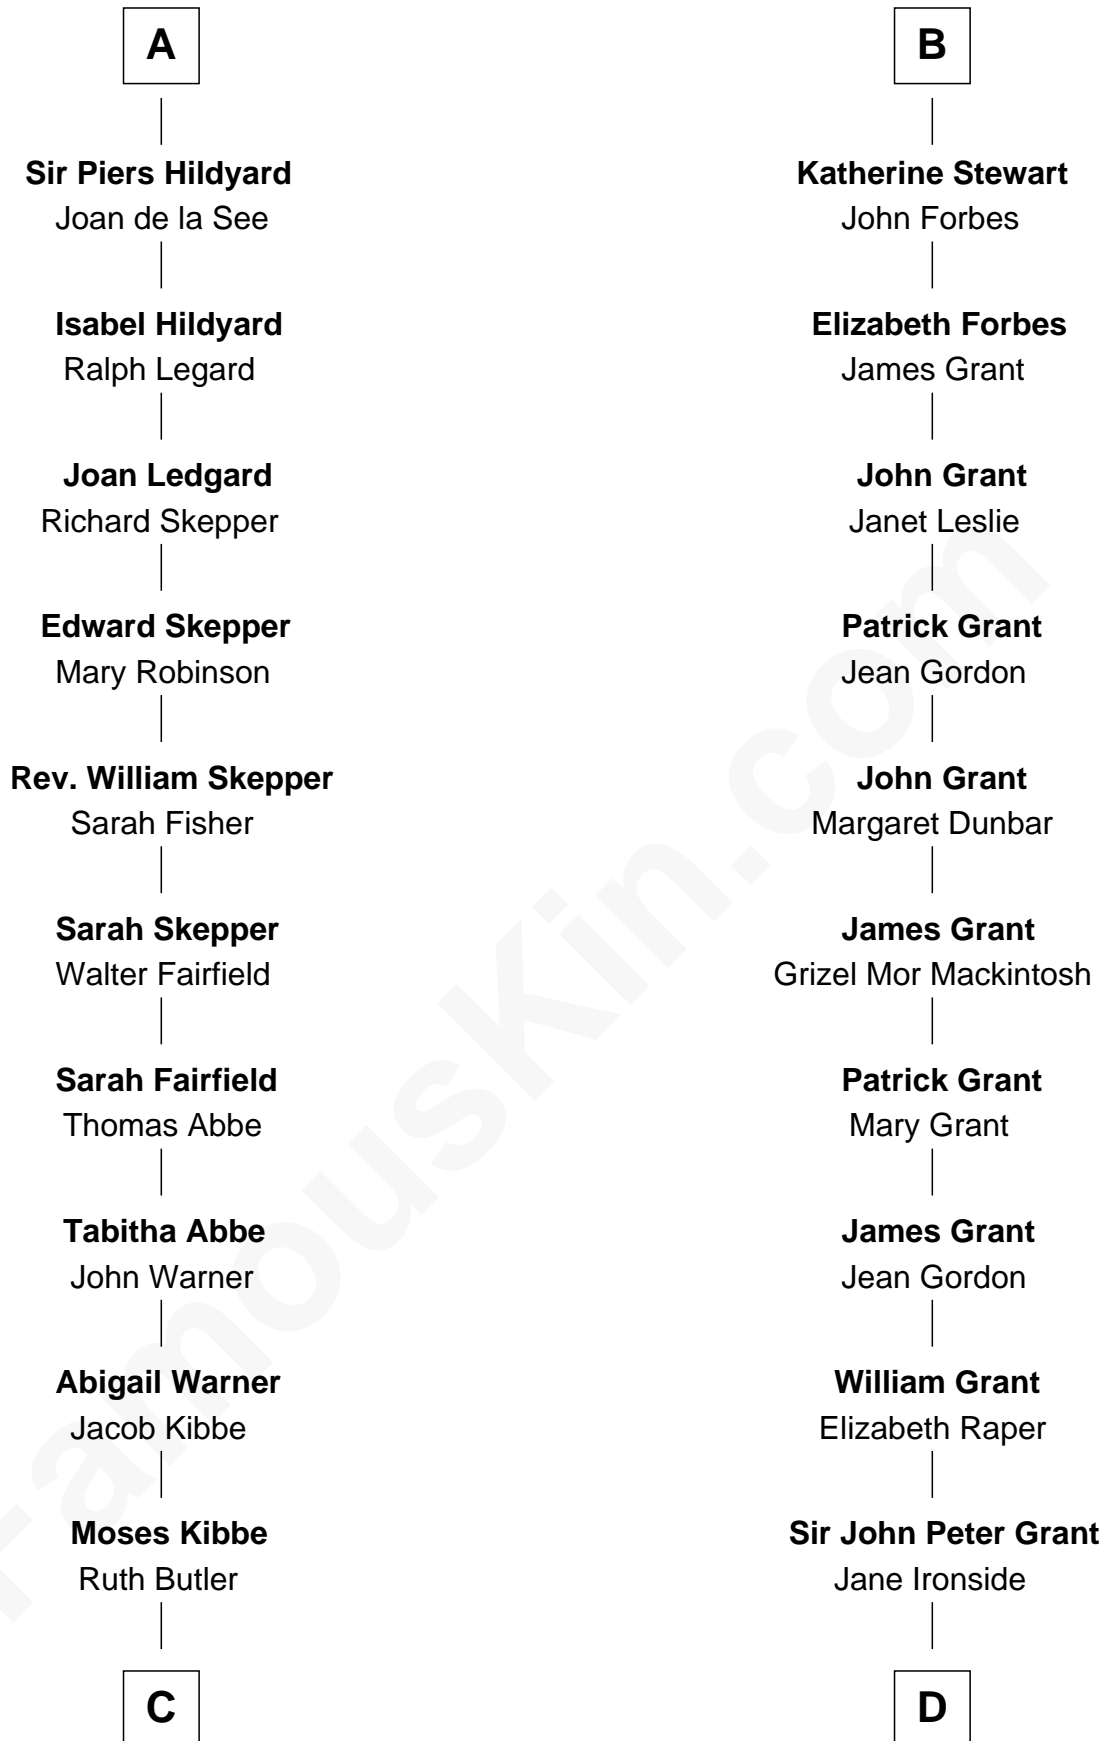 A
Sir Piers Hildyard
Joan de la See
Isabel Hildyard
Ralph Legard
Joan Ledgard
Richard Skepper
Edward Skepper
Mary Robinson
Rev. William Skepper
Sarah Fisher
Sarah Skepper
Walter Fairfield
Sarah Fairfield
Thomas Abbe
Tabitha Abbe
John Warner
Abigail Warner
Jacob Kibbe
Moses Kibbe
Ruth Butler
C
B
Katherine Stewart
John Forbes
Elizabeth Forbes
James Grant
John Grant
Janet Leslie
Patrick Grant
Jean Gordon
John Grant
Margaret Dunbar
James Grant
Grizel Mor Mackintosh
Patrick Grant
Mary Grant
James Grant
Jean Gordon
William Grant
Elizabeth Raper
Sir John Peter Grant
Jane Ironside
D
FamousKin.com